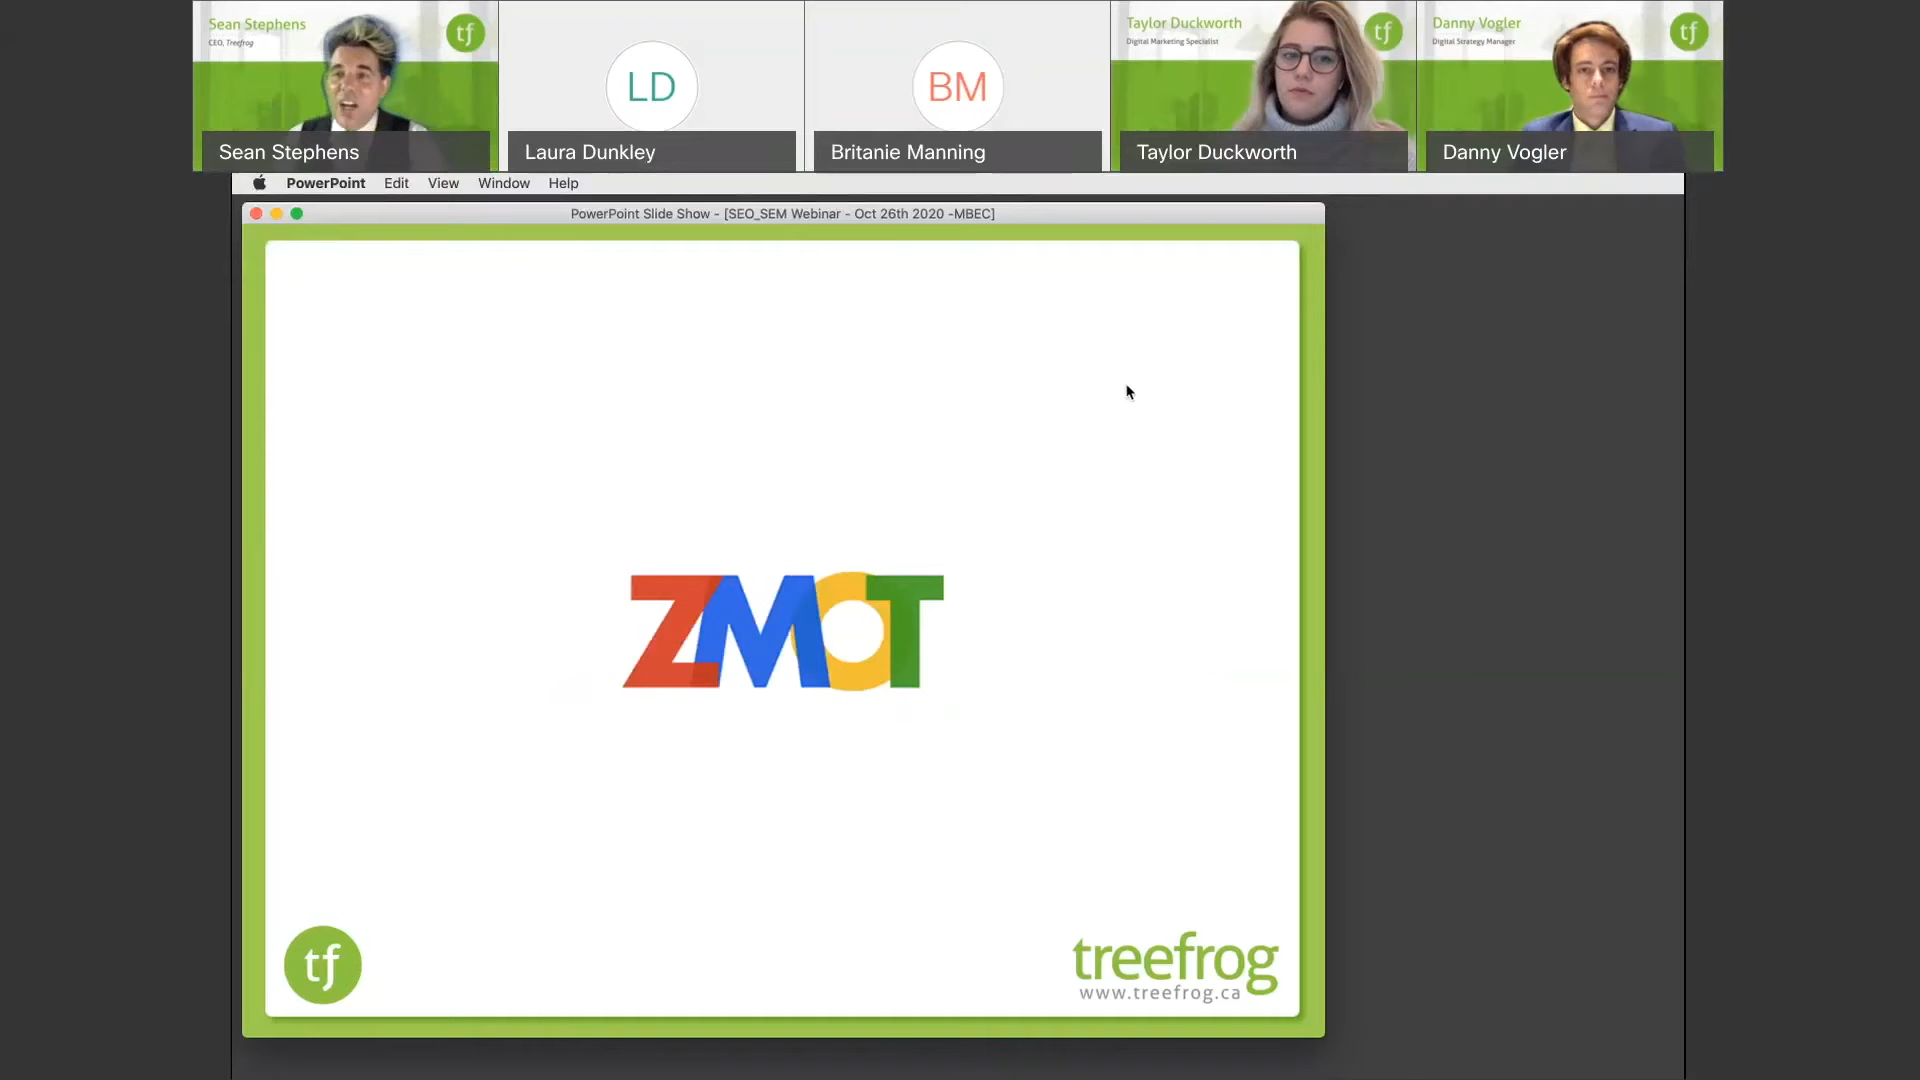 Sean Stephens
CEO, Treefrog
tf
Sean Stephens
LD
Laura Dunkley
BM
Britanie Manning
Taylor Duckworth
Digital Marketing Specialist
tf
Taylor Duckworth
Danny Vogler
Digital Strategy Manager
tf
Danny Vogler
PowerPoint Edit View Window Help
PowerPoint Slide Show - [SEO_SEM Webinar - Oct 26th 2020 -MBEC]
ZMOT
tf
treefrog
www.treefrog.ca